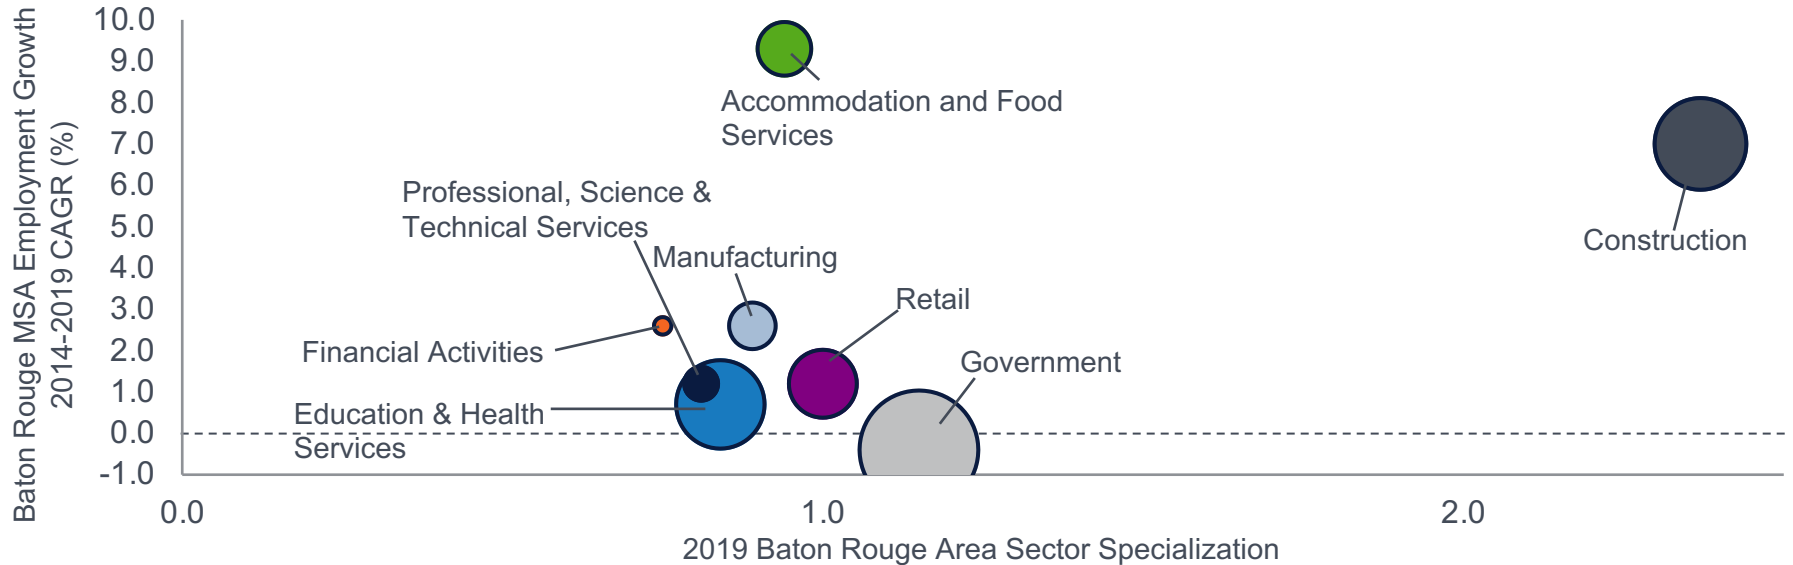 Baton Rouge MSA Employment Growth
2014-2019 CAGR (%)
10.0
9.0
8.0
7.0
6.0
5.0
4.0
3.0
2.0
1.0
0.0
-1.0
Accommodation and Food
Services
Professional, Science &
Technical Services
Manufacturing
Construction
Retail
Financial Activities
Government
Education & Health
Services
0.0
1.0
2.0
2019 Baton Rouge Area Sector Specialization